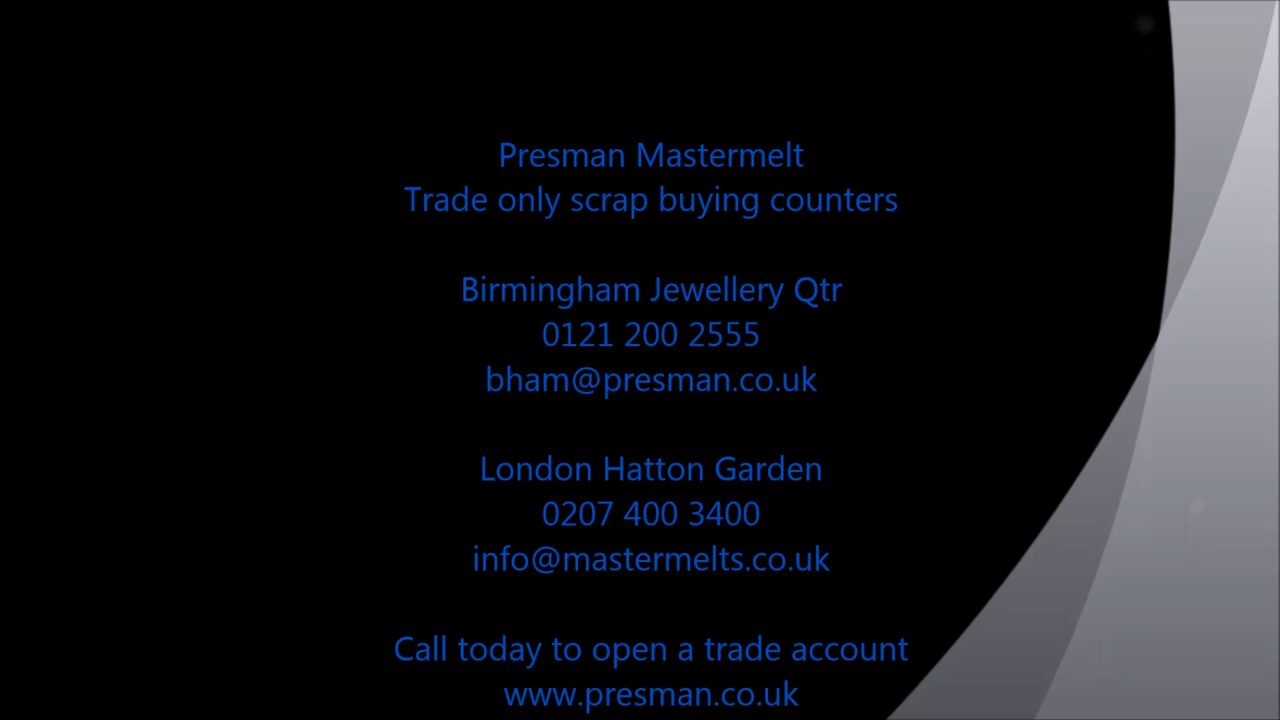 Presman Mastermelt
Trade only scrap buying counters
Birmingham Jewellery Qtr
0121 200 2555
bham@presman.co.uk
London Hatton Garden
0207 400 3400
info@mastermelts.co.uk
Call today to open a trade account
www.presman.co.uk